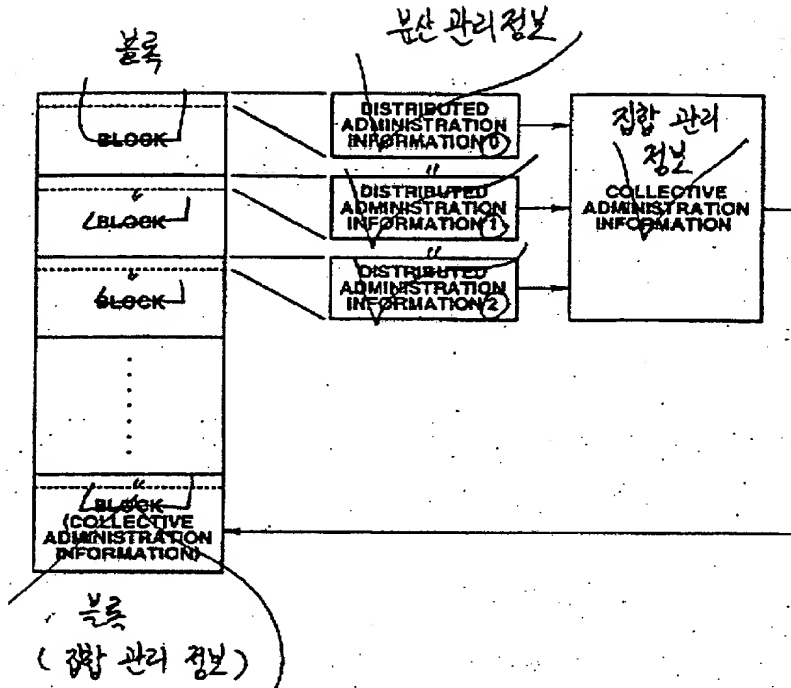 블록
분산 관리 정보
BLOCK
DISTRIBUTED
ADMINISTRATION
INFORMATION 0
집합 관리
정보
COLLECTIVE
ADMINISTRATION
INFORMATION
"
BLOCK
"
DISTRIBUTED
ADMINISTRATION
INFORMATION 1
"
BLOCK
"
DISTRIBUTED
ADMINISTRATION
INFORMATION 2
"
BLOCK
(COLLECTIVE
ADMINISTRATION
INFORMATION)
블록
(집합 관리 정보)